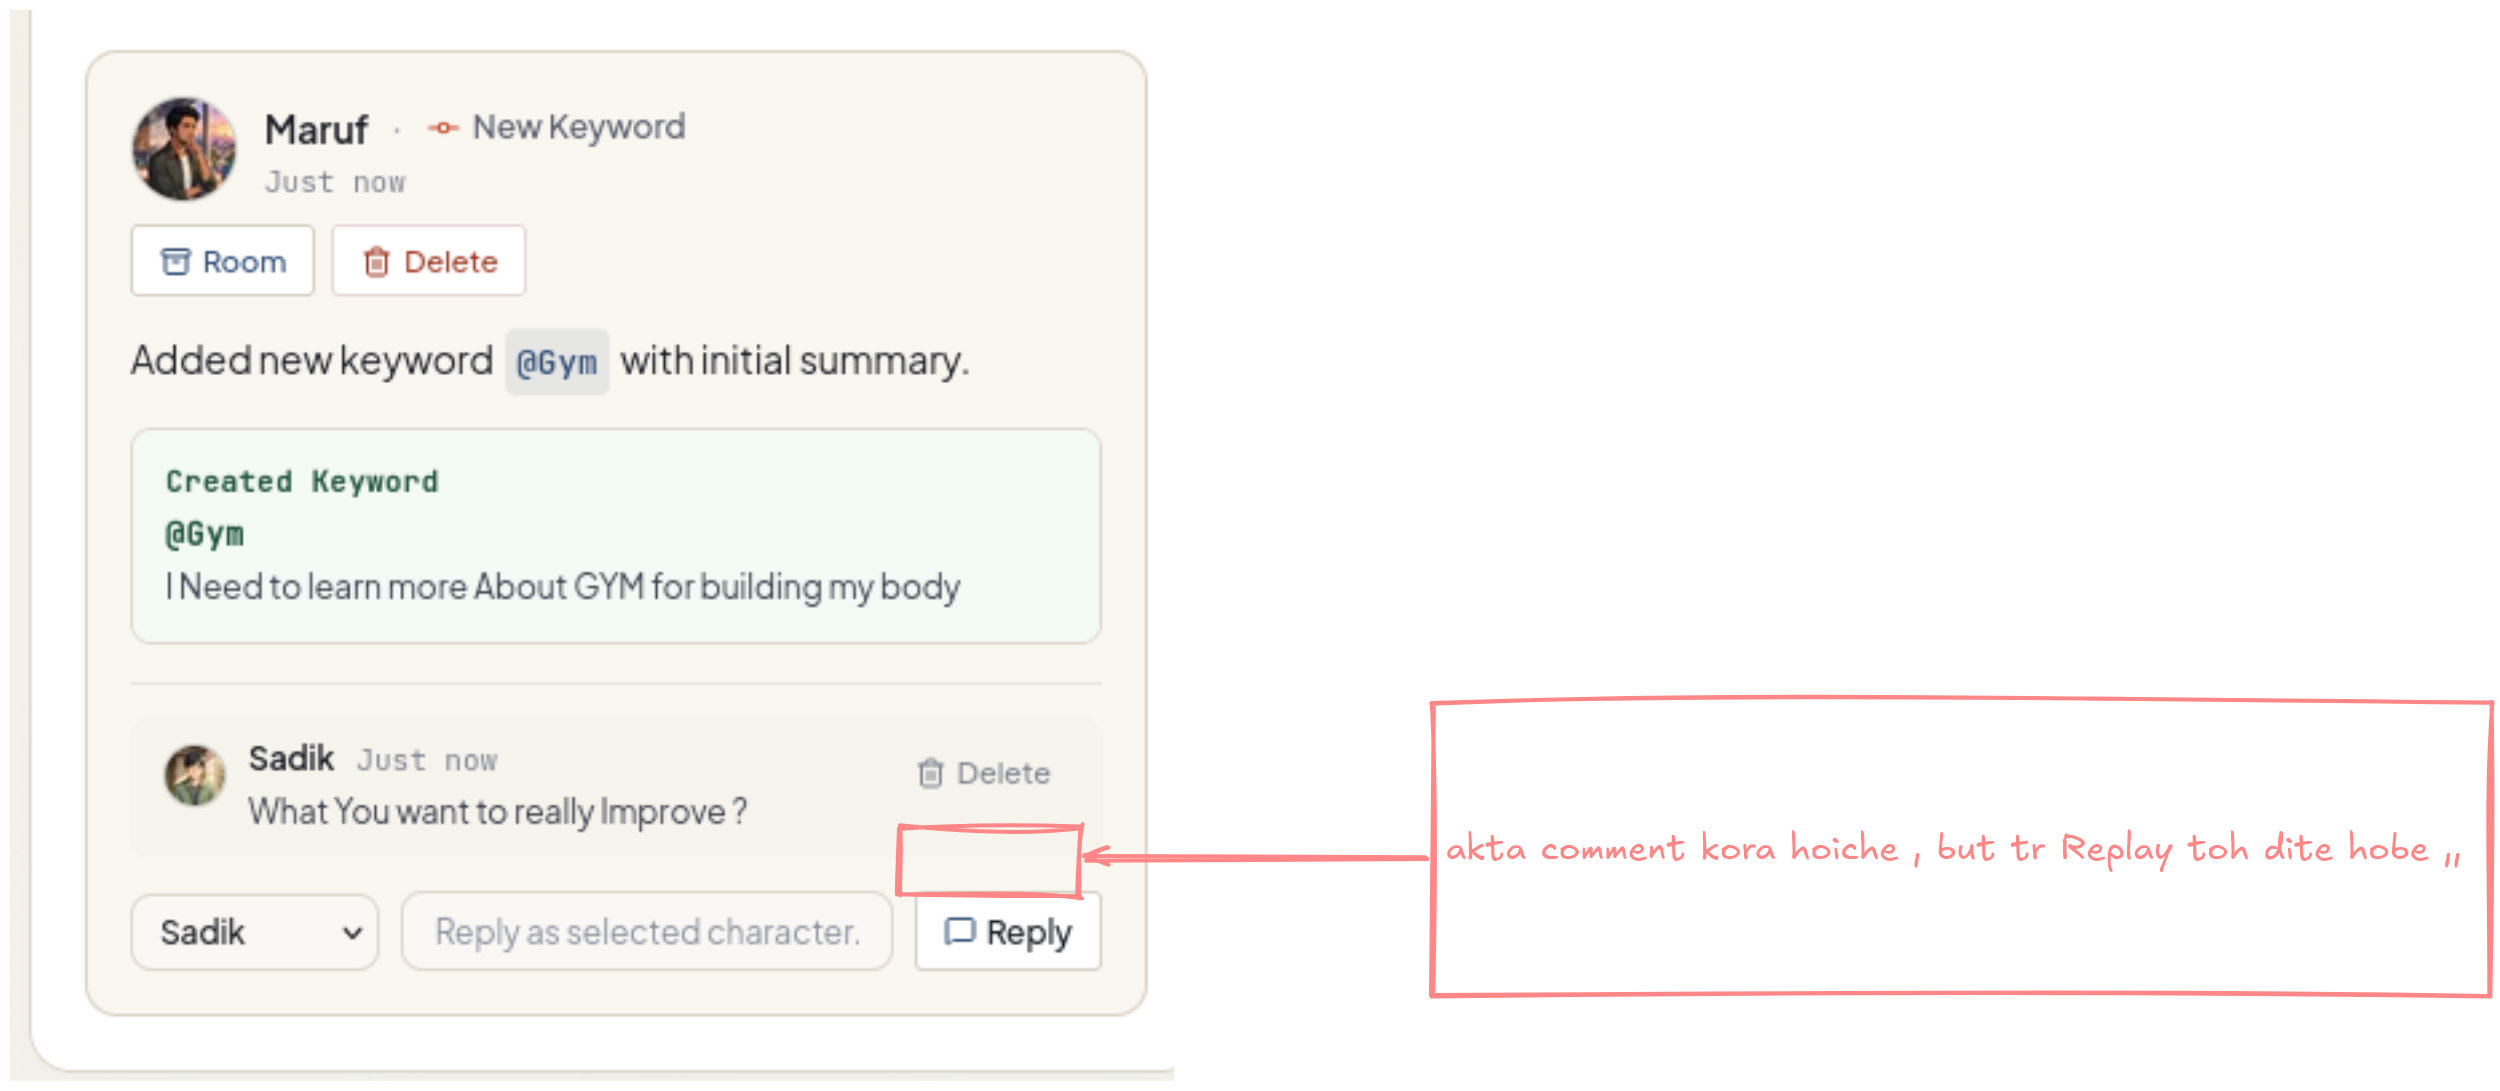 Maruf · New Keyword
Just now
Room Delete
Added new keyword @Gym with initial summary.
Created Keyword
@Gym
I Need to learn more About GYM for building my body
Sadik Just now
Delete
What You want to really Improve ?
akta comment kora hoiche , but tr Replay toh dite hobe ,,
Sadik Reply as selected character. Reply